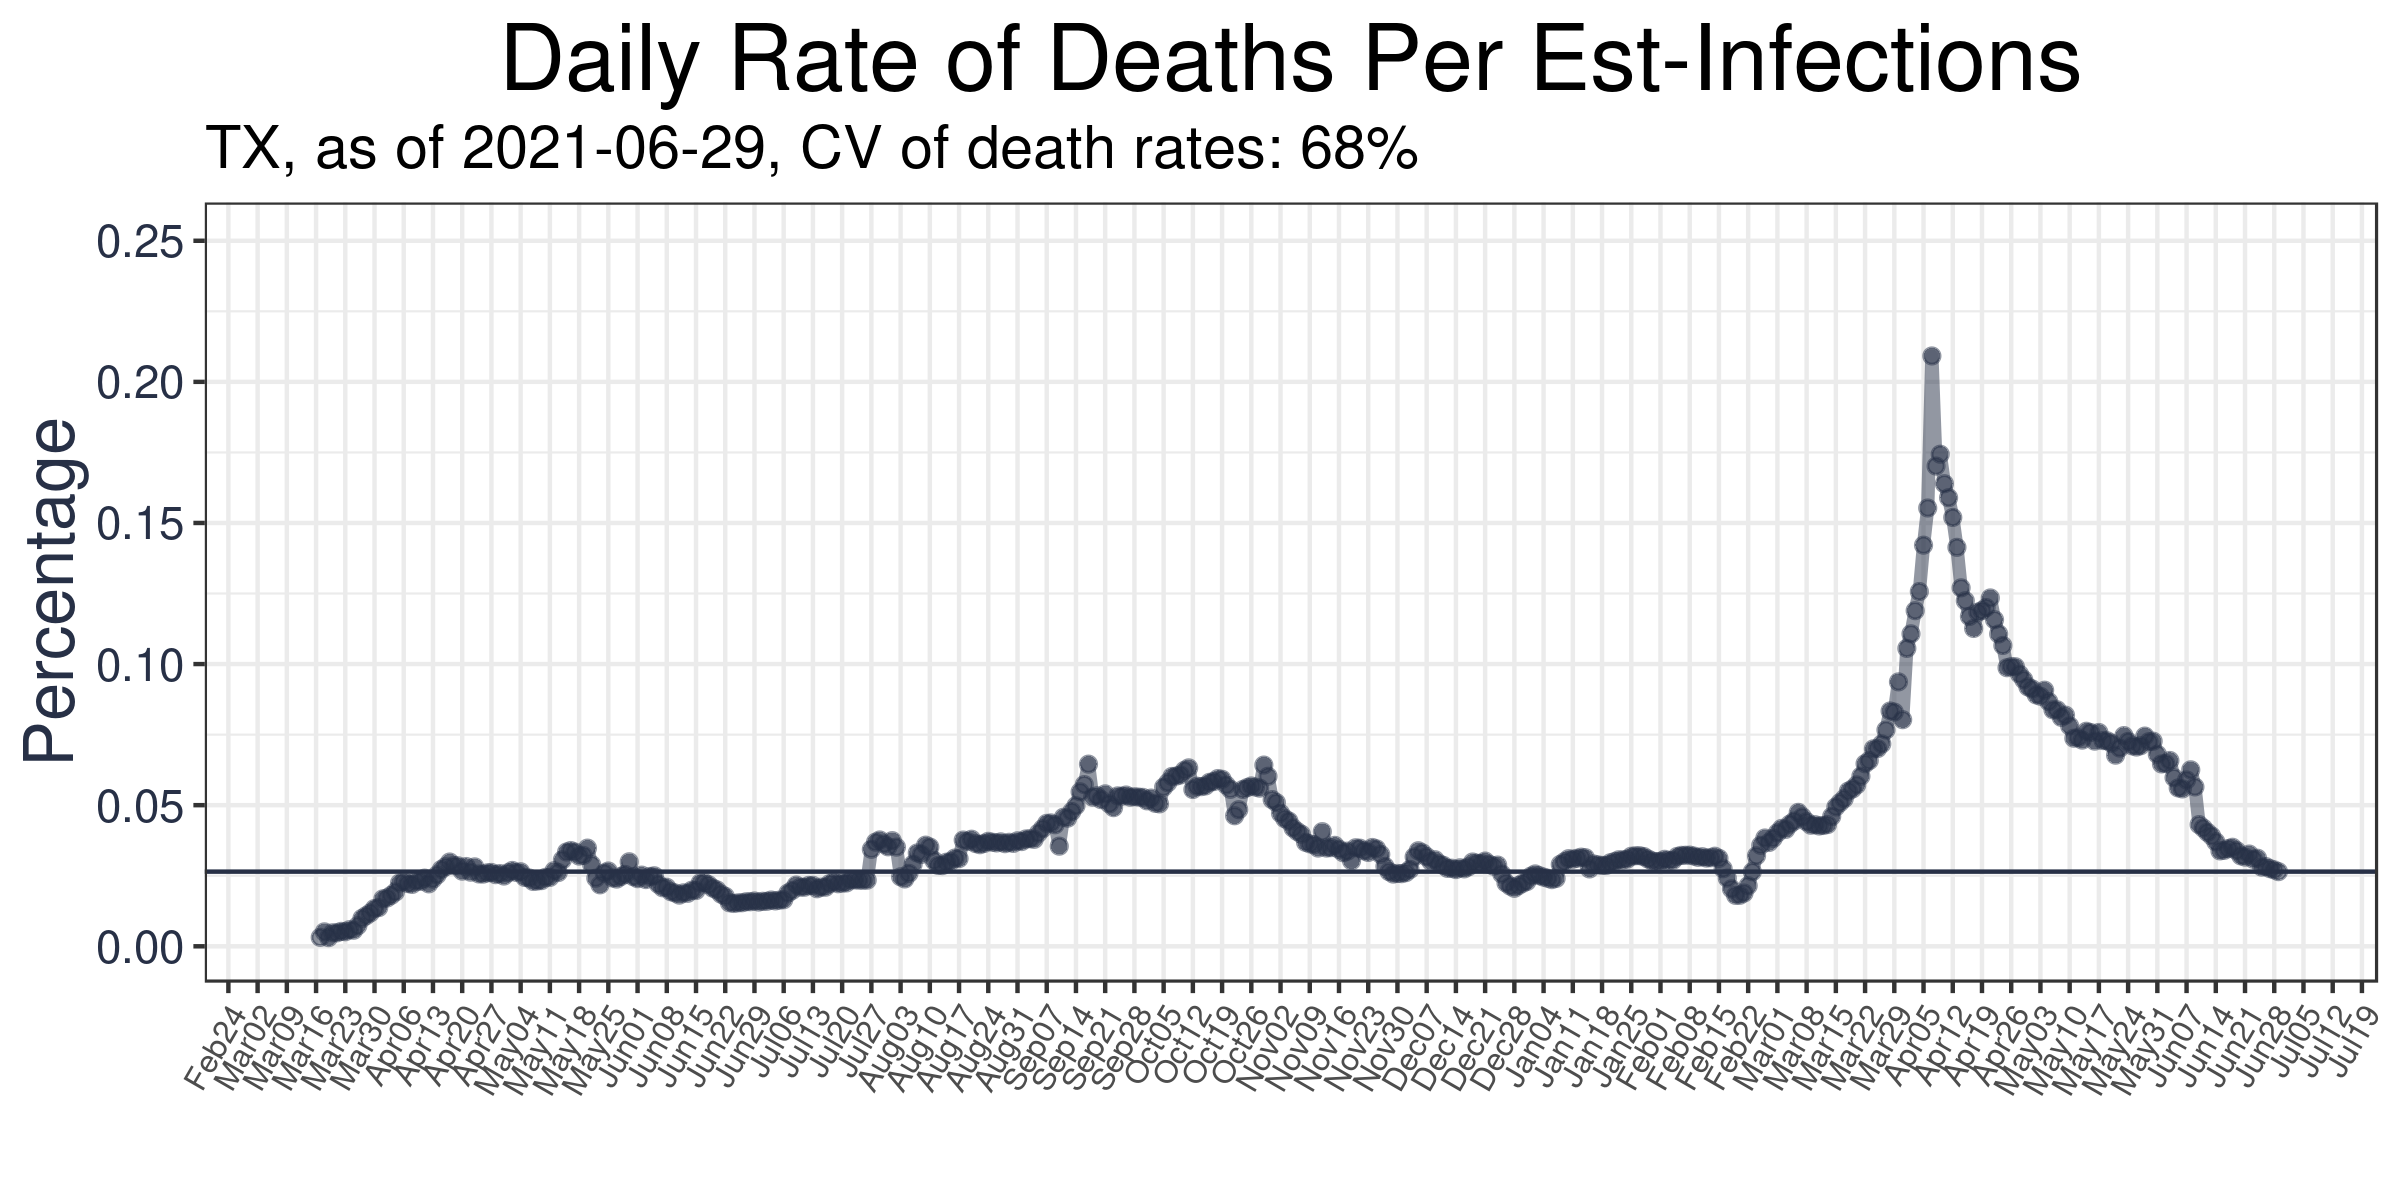 Daily Rate of Deaths Per Est-Infections
TX, as of 2021-06-29, CV of death rates: 68%
Percentage
0.25
0.20
0.15
0.10
0.05
0.00
Feb24
Mar02
Mar09
Mar16
Mar23
Mar30
Apr06
Apr13
Apr20
Apr27
May04
May11
May18
May25
Jun01
Jun08
Jun15
Jun22
Jun29
Jul06
Jul13
Jul20
Jul27
Aug03
Aug10
Aug17
Aug24
Aug31
Sep07
Sep14
Sep21
Sep28
Oct05
Oct12
Oct19
Oct26
Nov02
Nov09
Nov16
Nov23
Nov30
Dec07
Dec14
Dec21
Dec28
Jan04
Jan11
Jan18
Jan25
Feb01
Feb08
Feb15
Feb22
Mar01
Mar08
Mar15
Mar22
Mar29
Apr05
Apr12
Apr19
Apr26
May03
May10
May17
May24
May31
Jun07
Jun14
Jun21
Jun28
Jul05
Jul12
Jul19